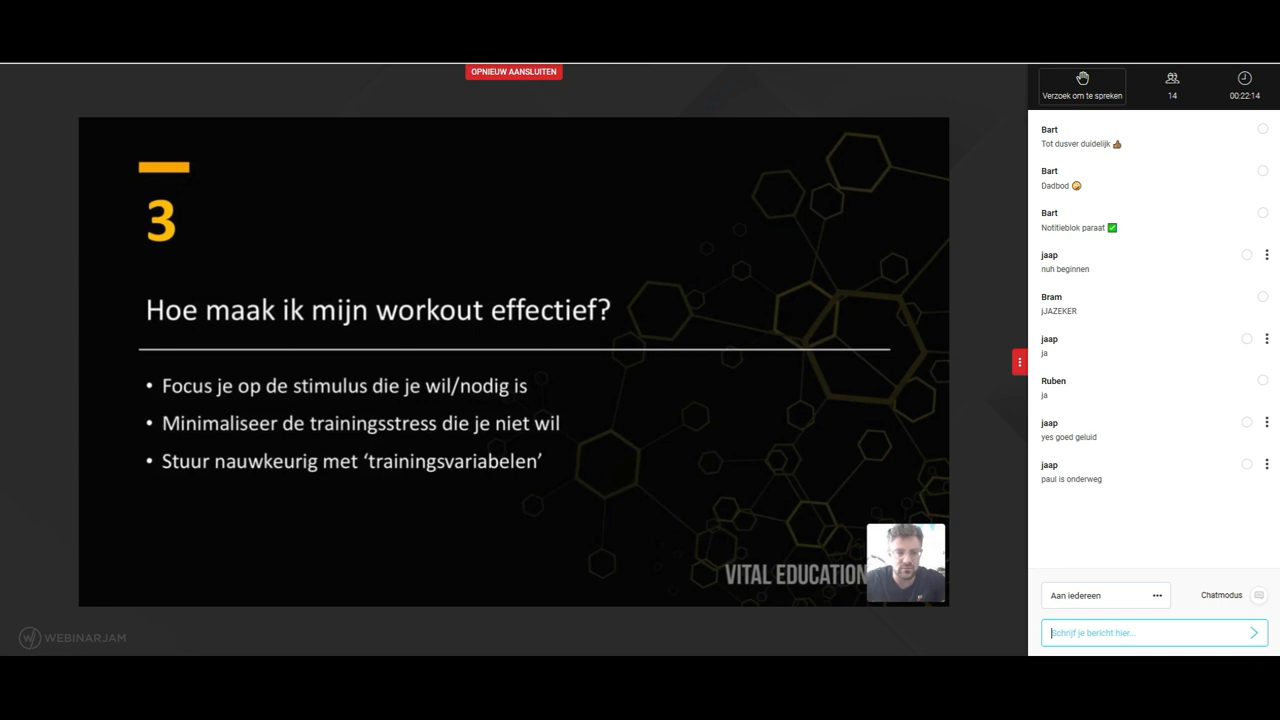 OPNIEUW AANSLUITEN
3
Hoe maak ik mijn workout effectief?
• Focus je op de stimulus die je wil/nodig is
• Minimaliseer de trainingsstress die je niet wil
• Stuur nauwkeurig met ‘trainingsvariabelen’
VITAL EDUCATION
WEBINARJAM
Verzoek om te spreken
14
00:22:14
Bart
Tot dusver duidelijk 👍🏾
Bart
Dadbod 🤪
Bart
Notitieblok paraat ✅
jaap
nuh beginnen
Bram
jJAZEKER
jaap
ja
Ruben
ja
jaap
yes goed geluid
jaap
paul is onderweg
Aan iedereen
Chatmodus
Schrijf je bericht hier...